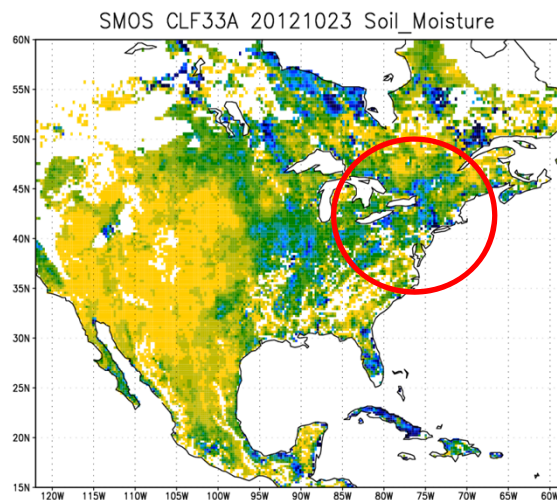 SMOS CLF33A 20121023 Soil_Moisture
60N
55N
50N
45N
40N
35N
30N
25N
20N
15N
120W 115W 110W 105W 100W 95W 90W 85W 80W 75W 70W 65W 60W